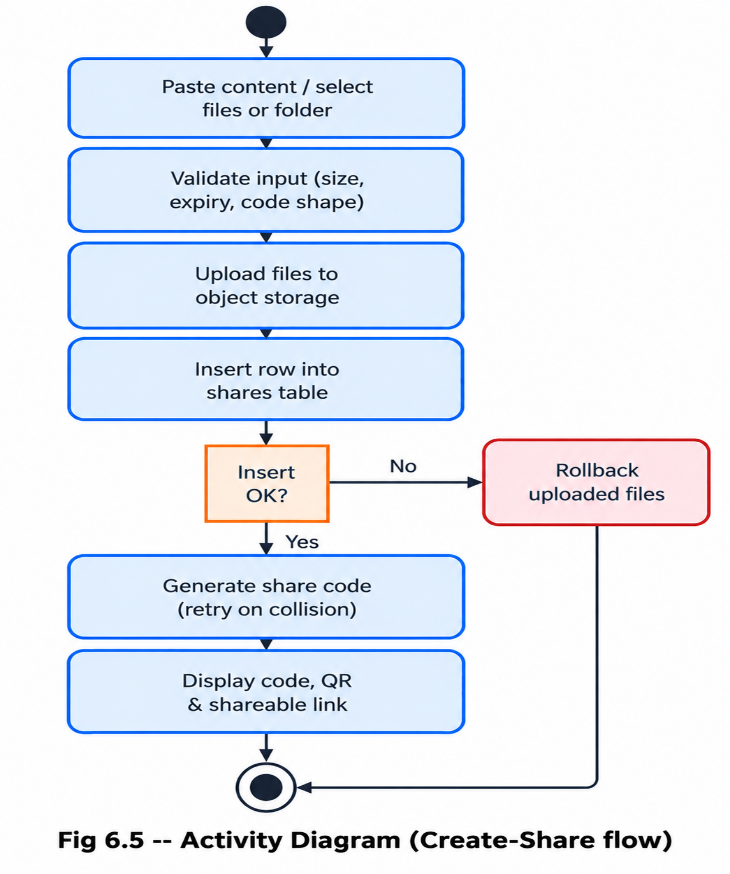 Paste content / select
files or folder
Validate input (size,
expiry, code shape)
Upload files to
object storage
Insert row into
shares table
Insert
OK?
No
Rollback
uploaded files
Yes
Generate share code
(retry on collision)
Display code, QR
& shareable link
Fig 6.5 -- Activity Diagram (Create-Share flow)